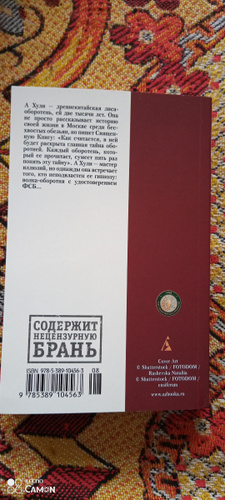 А Хули — древнекитайская лиса-
оборотень, ей две тысячи лет. Она
не просто рассказывает историю
своей жизни в Москве среди бес-
хвостых обезьян, но пишет Священ-
ную Книгу: «Как считается, в ней
будет раскрыта главная тайна обо-
ротней. Каждый оборотень, кото-
рый ее прочитает, сумеет пять раз
понять эту тайну». А Хули — мастер
иллюзий, но однажды она встречает
того, кто неподвластен ее гипнозу:
волка-оборотня с удостоверением
ФСБ...
СОДЕРЖИТ
НЕЦЕНЗУРНУЮ
БРАНЬ
ISBN 978-5-389-10456-3
08
9 785389 104563
Cover Art
© Shutterstock / FOTODOM /
© Shutterstock / FOTODOM /
www.azbooka.ru
CAMON